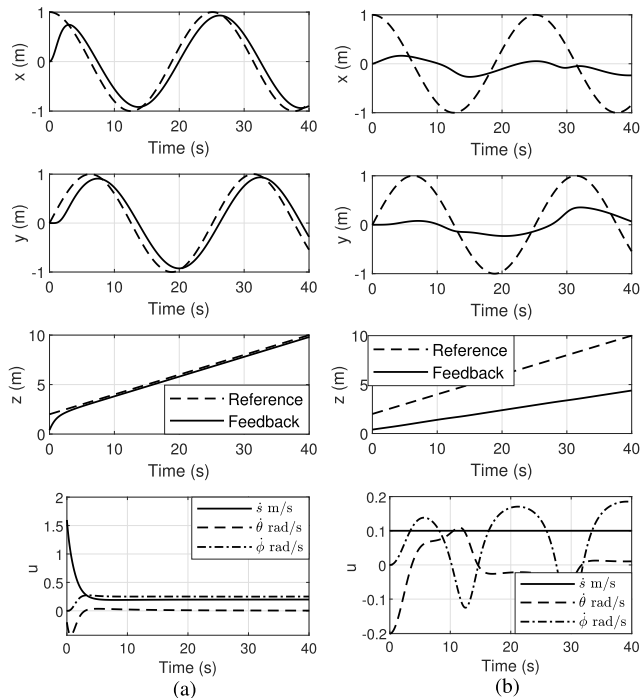 1
0
-1
x (m)
0
10
20
30
40
Time (s)
1
0
-1
y (m)
0
10
20
30
40
Time (s)
10
5
0
z (m)
Reference
Feedback
0
10
20
30
40
Time (s)
2
1.5
1
0.5
0
u
ṡ m/s
θ̇ rad/s
ϕ̇ rad/s
0
10
20
30
40
Time (s)
(a)
1
0
-1
x (m)
0
10
20
30
40
Time (s)
1
0
-1
y (m)
0
10
20
30
40
Time (s)
10
5
0
z (m)
Reference
Feedback
0
10
20
30
40
Time (s)
0.2
0.1
0
-0.1
-0.2
u
ṡ m/s
θ̇ rad/s
ϕ̇ rad/s
0
10
20
30
40
Time (s)
(b)